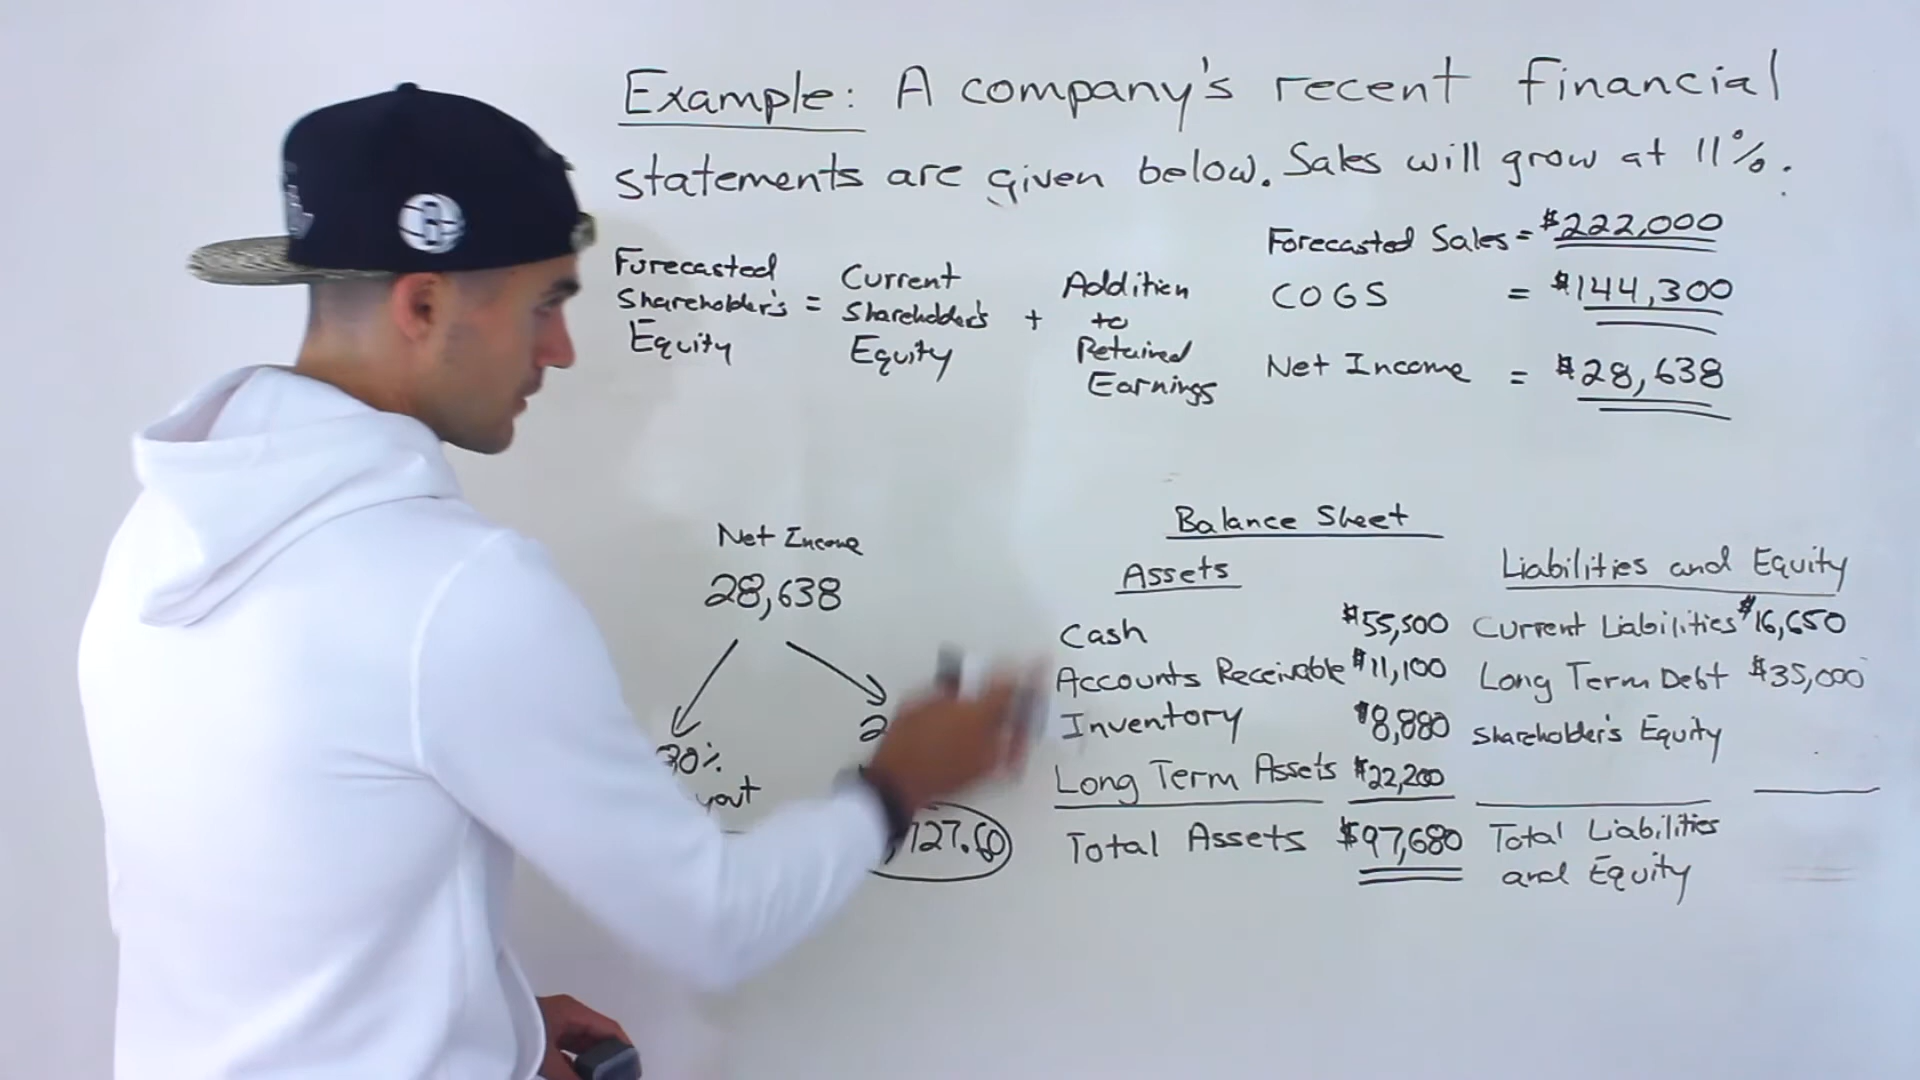 Example: A company's recent financial
statements are given below. Sales will grow at 11%.
Forecasted Sales = $222,000
COGS = $144,300
Net Income = $28,638
Forecasted
Shareholder's
Equity
=
Current
Shareholder's
Equity
+
Addition
to
Retained
Earnings
Net Income
28,638
30%
127.60
Balance Sheet
Assets
Liabilities and Equity
Cash $55,500 Current Liabilities $16,650
Accounts Receivable $11,100 Long Term Debt $35,000
Inventory $8,880 Shareholder's Equity
Long Term Assets $22,200
Total Assets $97,680 Total Liabilities
and Equity